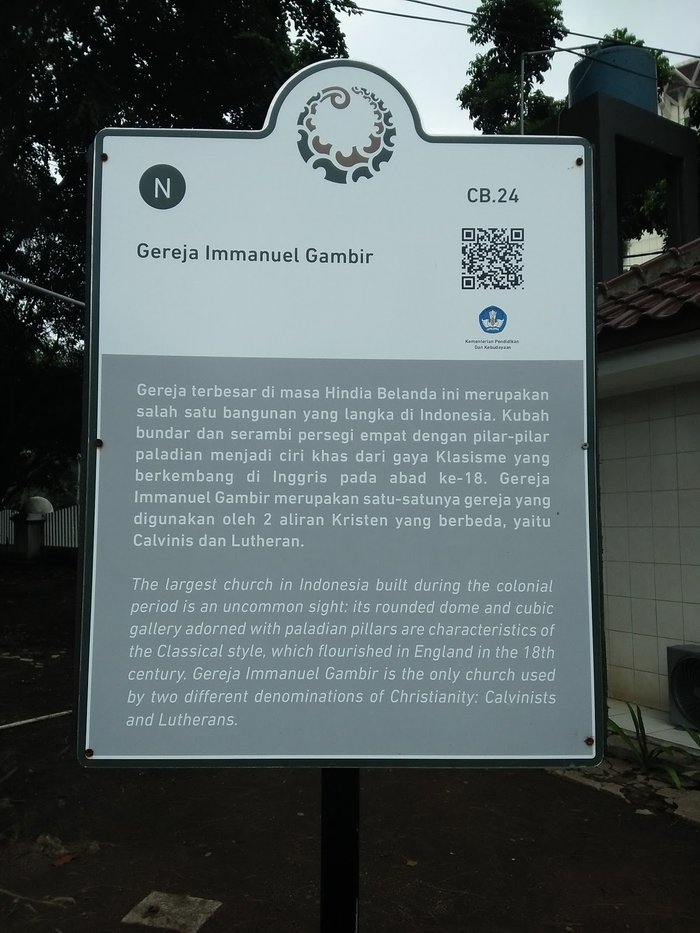 N
CB.24
Gereja Immanuel Gambir
Kementerian Pendidikan
Dan Kebudayaan
Gereja terbesar di masa Hindia Belanda ini merupakan
salah satu bangunan yang langka di Indonesia. Kubah
bundar dan serambi persegi empat dengan pilar-pilar
paladian menjadi ciri khas dari gaya Klasisme yang
berkembang di Inggris pada abad ke-18. Gereja
Immanuel Gambir merupakan satu-satunya gereja yang
digunakan oleh 2 aliran Kristen yang berbeda, yaitu
Calvinis dan Lutheran.
The largest church in Indonesia built during the colonial
period is an uncommon sight: its rounded dome and cubic
gallery adorned with paladian pillars are characteristics of
the Classical style, which flourished in England in the 18th
century. Gereja Immanuel Gambir is the only church used
by two different denominations of Christianity: Calvinists
and Lutherans.